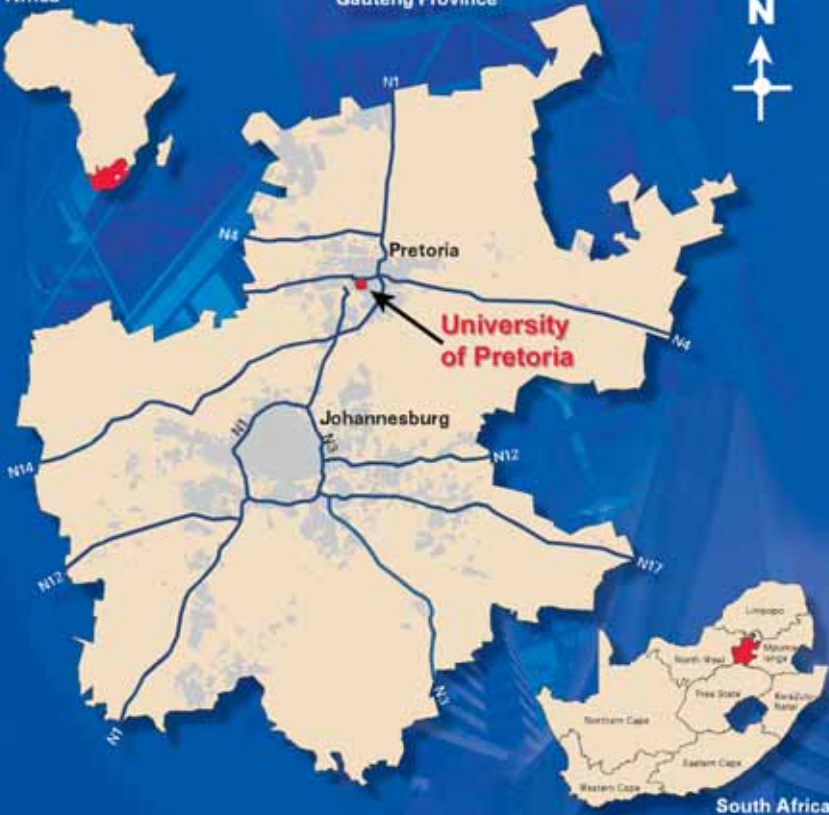 Africa
Gauteng Province
N
N1
N4
Pretoria
University
of Pretoria
N4
Johannesburg
N1
N3
N14
N12
N12
N17
N3
N1
Limpopo
North West
Mpuma-
langa
Free State
KwaZulu-
Natal
Northern Cape
Eastern Cape
Western Cape
South Africa